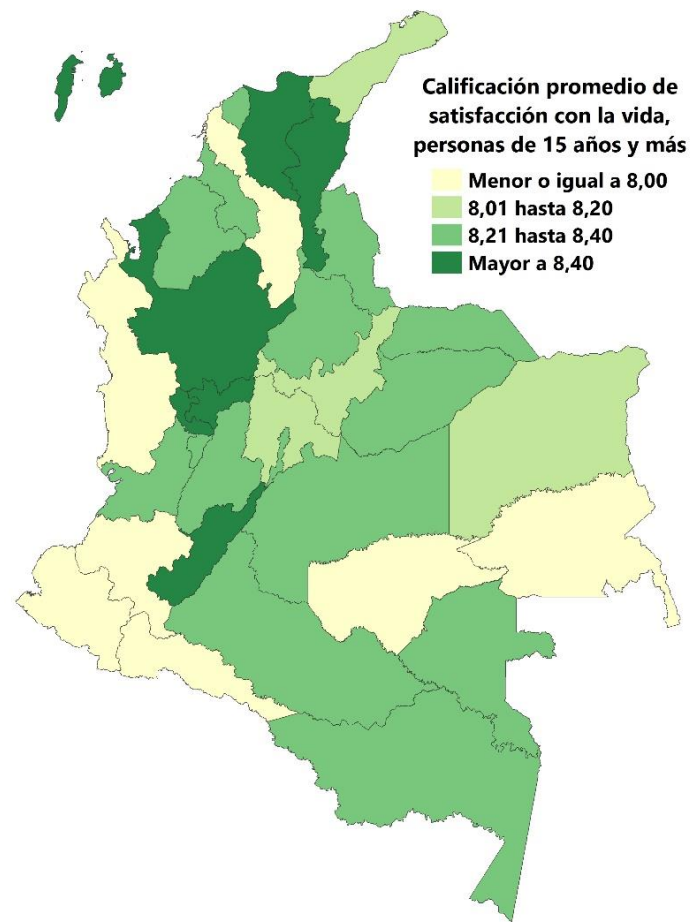 Calificación promedio de
satisfacción con la vida,
personas de 15 años y más
Menor o igual a 8,00
8,01 hasta 8,20
8,21 hasta 8,40
Mayor a 8,40